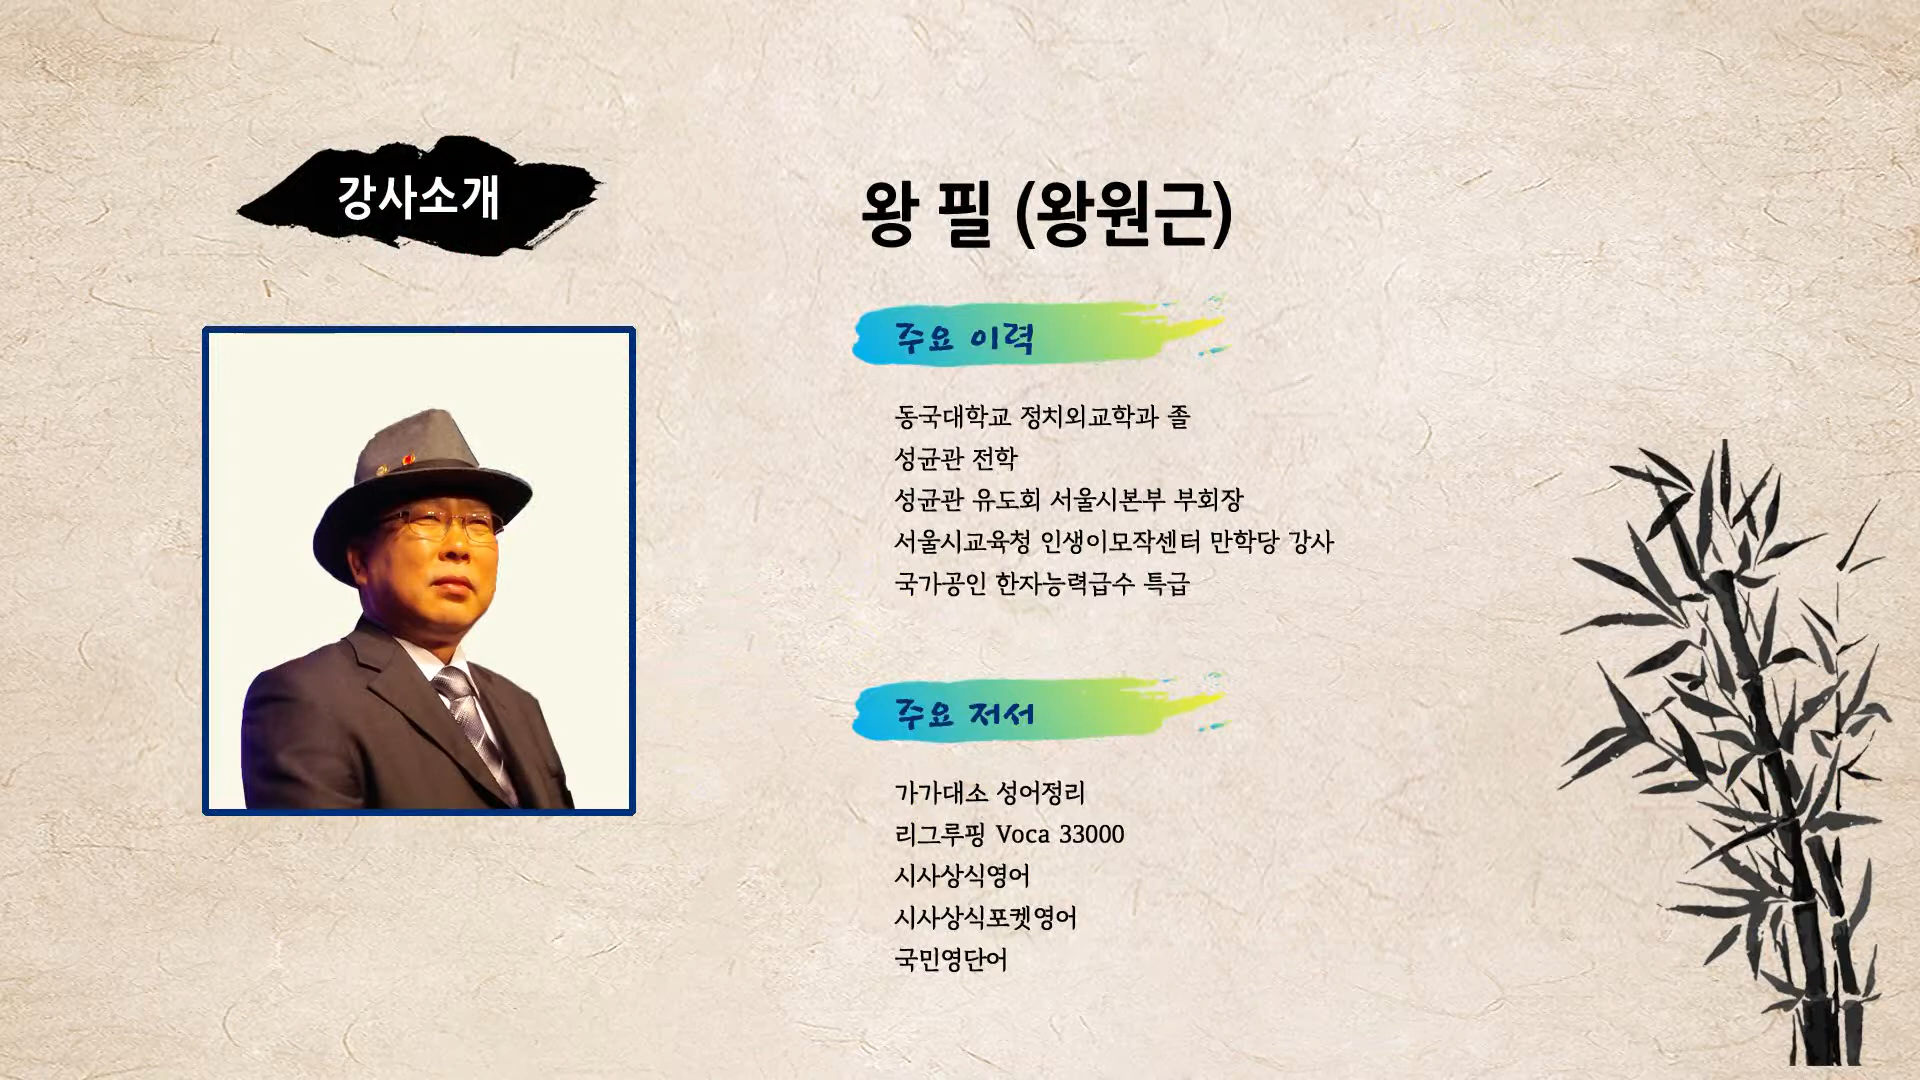 강사소개
왕 필 (왕원근)
주요 이력
동국대학교 정치외교학과 졸
성균관 전학
성균관 유도회 서울시본부 부회장
서울시교육청 인생이모작센터 만학당 강사
국가공인 한자능력급수 특급
주요 저서
가가대소 성어정리
리그루핑 Voca 33000
시사상식영어
시사상식포켓영어
국민영단어